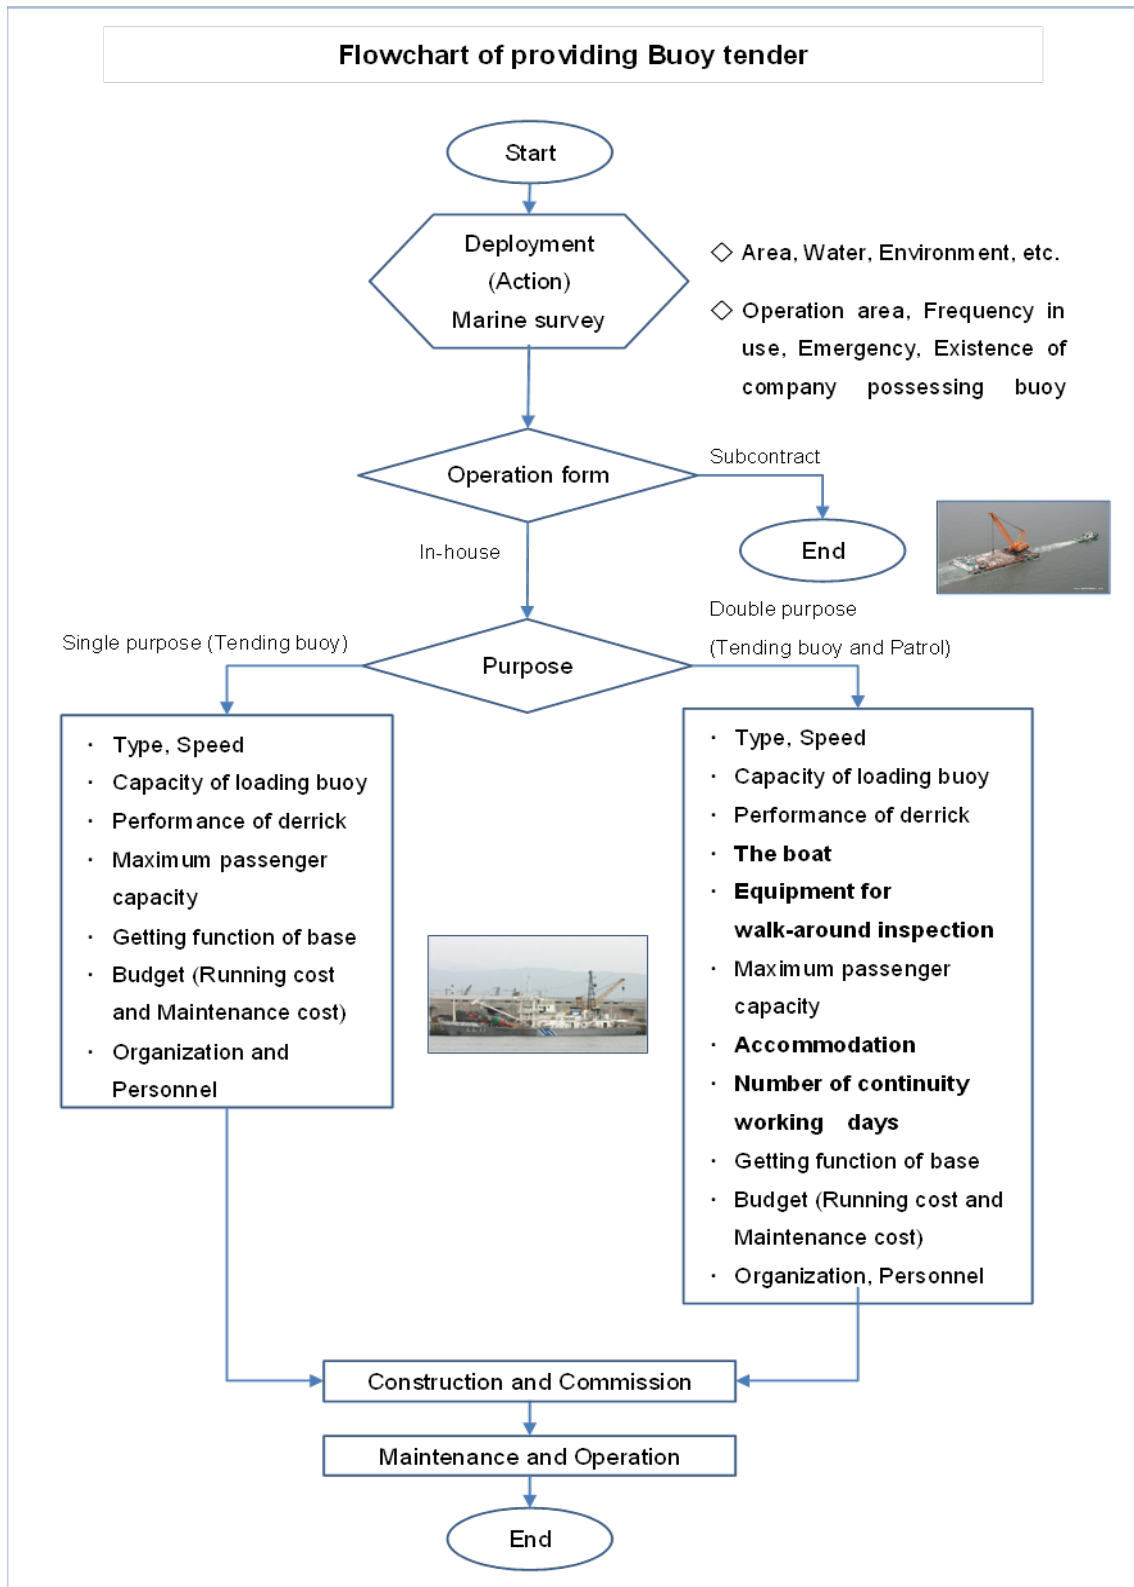 Flowchart of providing Buoy tender
Start
Deployment
(Action)
Marine survey
◇ Area, Water, Environment, etc.
◇ Operation area, Frequency in
use, Emergency, Existence of
company possessing buoy
Operation form
Subcontract
End
In-house
Double purpose
(Tending buoy and Patrol)
Single purpose (Tending buoy)
Purpose
· Type, Speed
· Capacity of loading buoy
· Performance of derrick
· Maximum passenger
capacity
· Getting function of base
· Budget (Running cost
and Maintenance cost)
· Organization and
Personnel
· Type, Speed
· Capacity of loading buoy
· Performance of derrick
· The boat
· Equipment for
walk-around inspection
· Maximum passenger
capacity
· Accommodation
· Number of continuity
working days
· Getting function of base
· Budget (Running cost and
Maintenance cost)
· Organization, Personnel
Construction and Commission
Maintenance and Operation
End